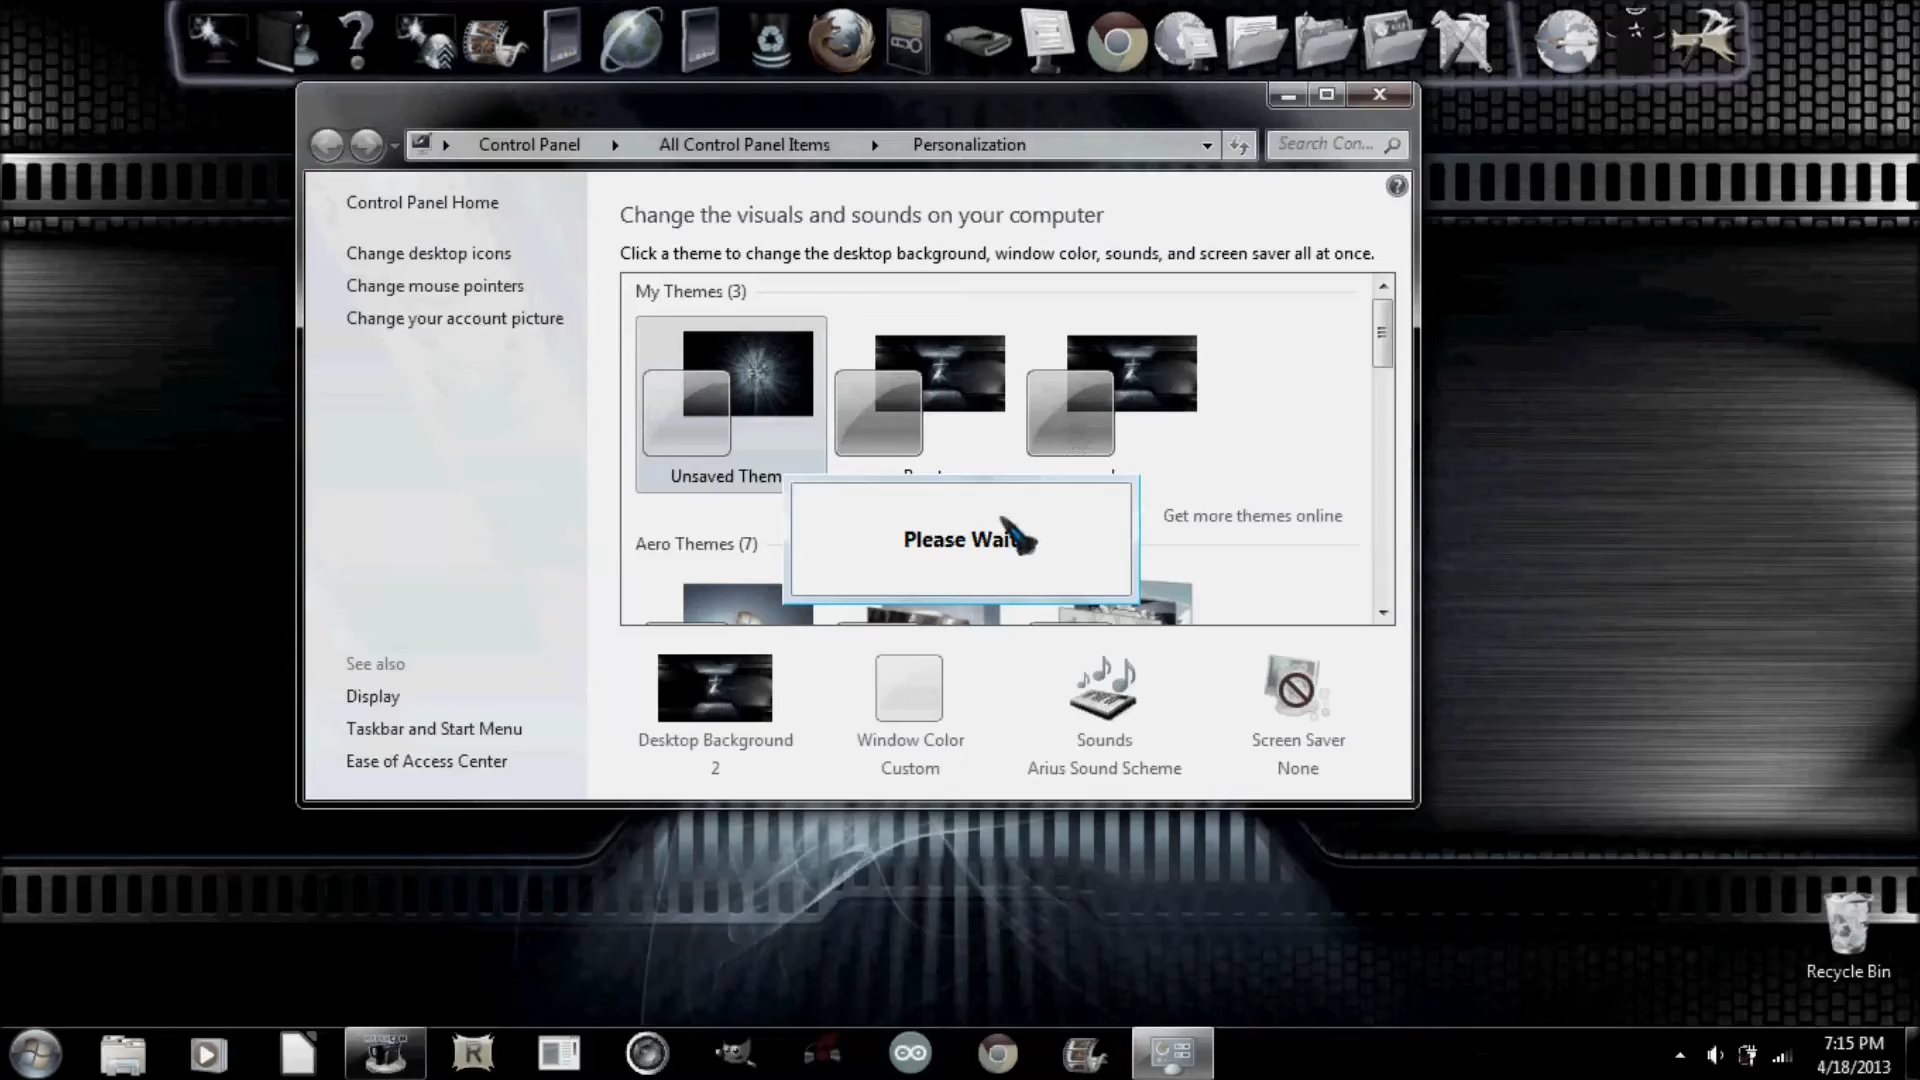 Control Panel
All Control Panel Items
Personalization
Search Con...
Control Panel Home
Change desktop icons
Change mouse pointers
Change your account picture
Change the visuals and sounds on your computer
Click a theme to change the desktop background, window color, sounds, and screen saver all at once.
My Themes (3)
Unsaved Them
Get more themes online
Aero Themes (7)
Please Wait
See also
Display
Taskbar and Start Menu
Ease of Access Center
Desktop Background
2
Window Color
Custom
Sounds
Arius Sound Scheme
Screen Saver
None
Recycle Bin
R
7:15 PM
4/18/2013